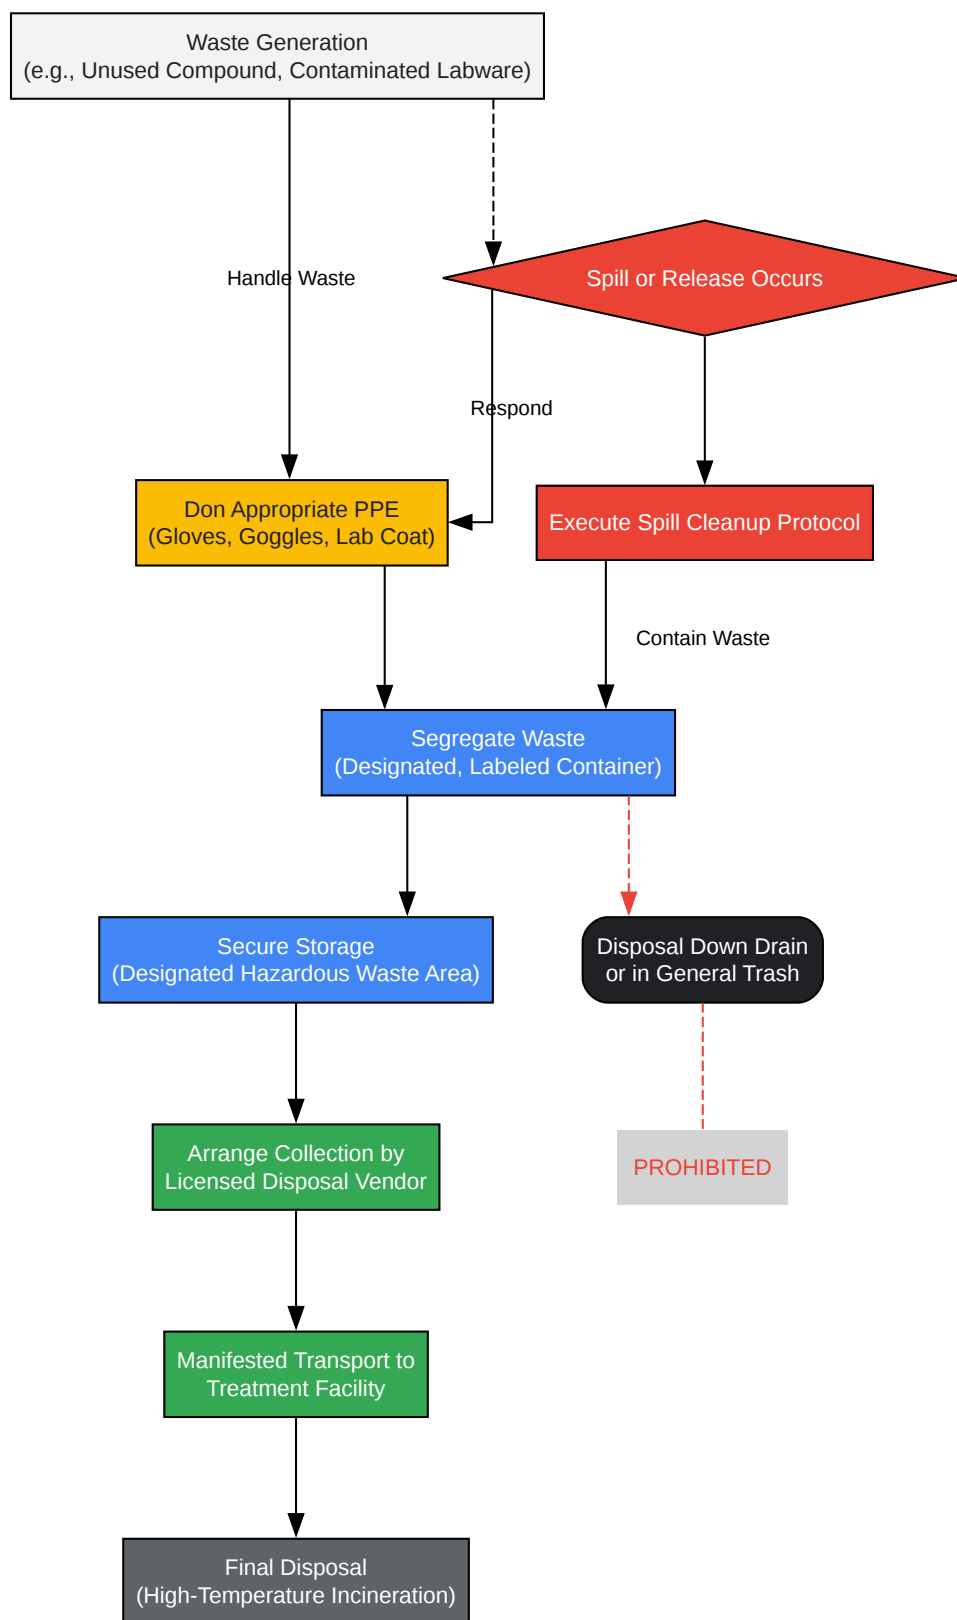 Waste Generation
(e.g., Unused Compound, Contaminated Labware)
Handle Waste
Spill or Release Occurs
Respond
Don Appropriate PPE
(Gloves, Goggles, Lab Coat)
Execute Spill Cleanup Protocol
Contain Waste
Segregate Waste
(Designated, Labeled Container)
Secure Storage
(Designated Hazardous Waste Area)
Disposal Down Drain
or in General Trash
Arrange Collection by
Licensed Disposal Vendor
PROHIBITED
Manifested Transport to
Treatment Facility
Final Disposal
(High-Temperature Incineration)